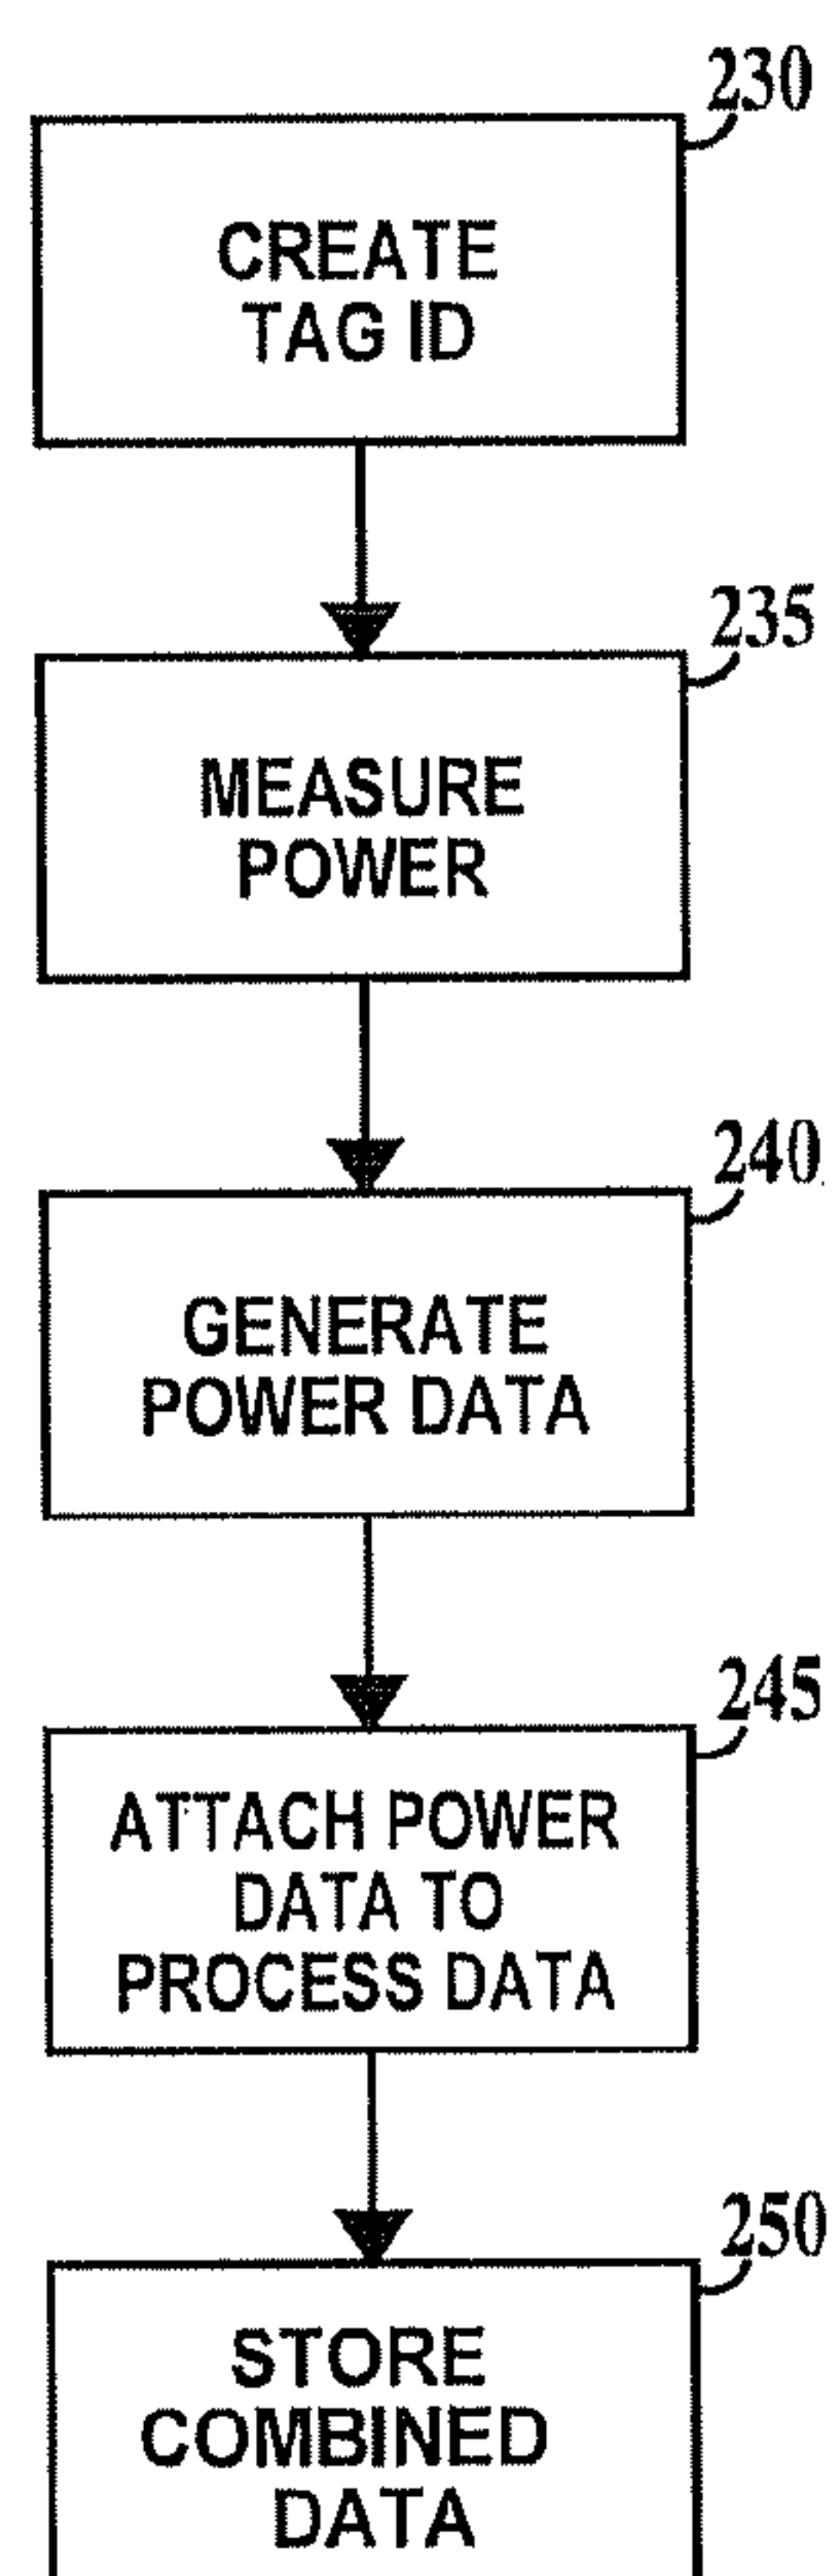 230
CREATE
TAG ID
235
MEASURE
POWER
240
GENERATE
POWER DATA
245
ATTACH POWER
DATA TO
PROCESS DATA
250
STORE
COMBINED
DATA